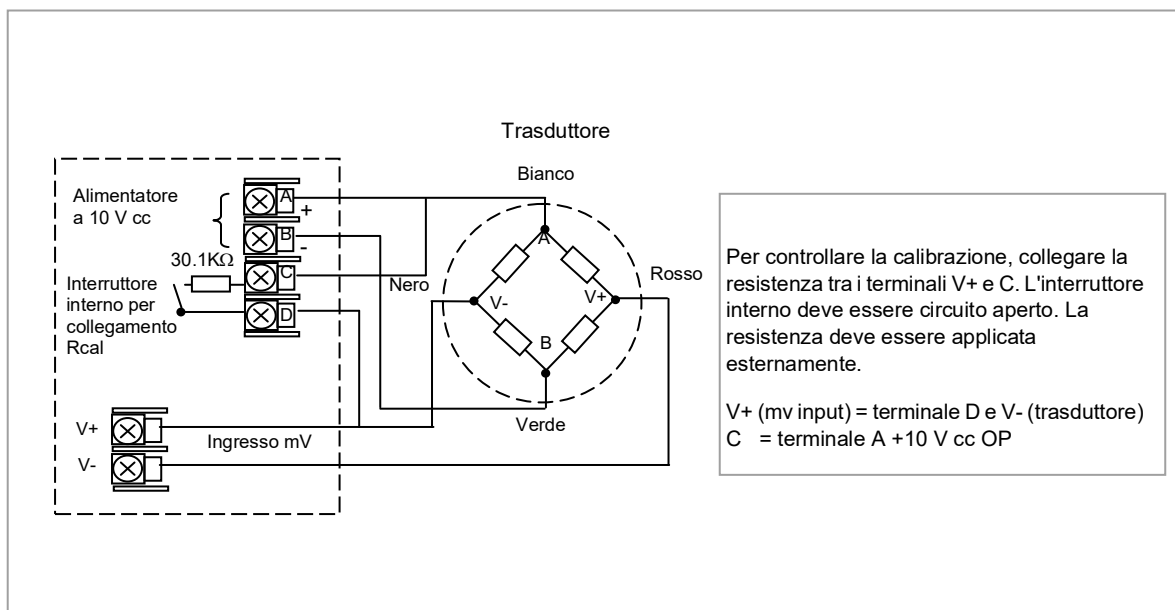 Trasduttore
Bianco
Alimentatore
a 10 V cc
A
+
B
-
30.1KΩ
C
Interruttore
interno per
collegamento
Rcal
D
Nero
Rosso
A
V-
V+
B
Verde
V+
Ingresso mV
V-
Per controllare la calibrazione, collegare la
resistenza tra i terminali V+ e C. L'interruttore
interno deve essere circuito aperto. La
resistenza deve essere applicata
esternamente.
V+ (mv input) = terminale D e V- (trasduttore)
C = terminale A +10 V cc OP